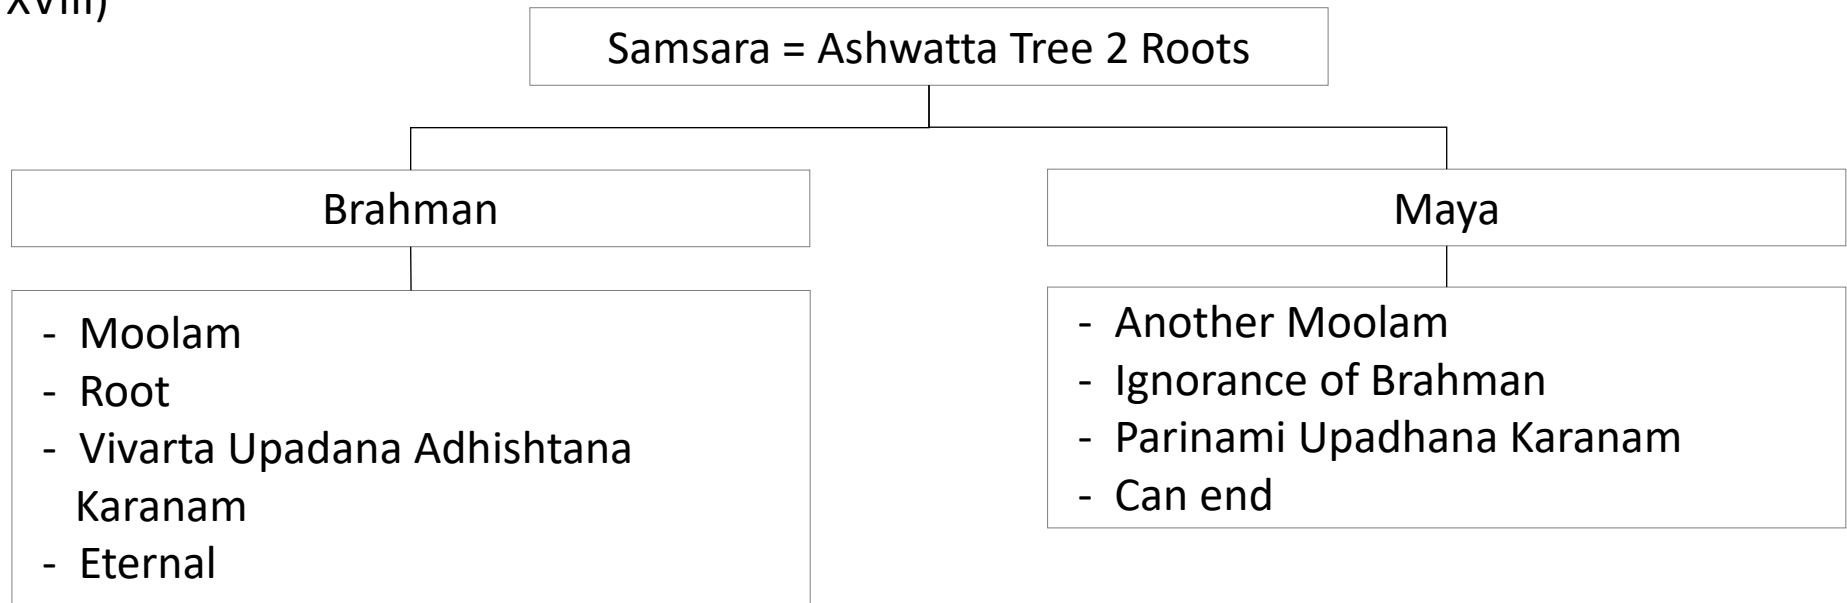 XVIII)
Samsara = Ashwatta Tree 2 Roots
Brahman
Maya
- Moolam
- Root
- Vivarta Upadana Adhishtana
Karanam
- Eternal
- Another Moolam
- Ignorance of Brahman
- Parinami Upadhana Karanam
- Can end